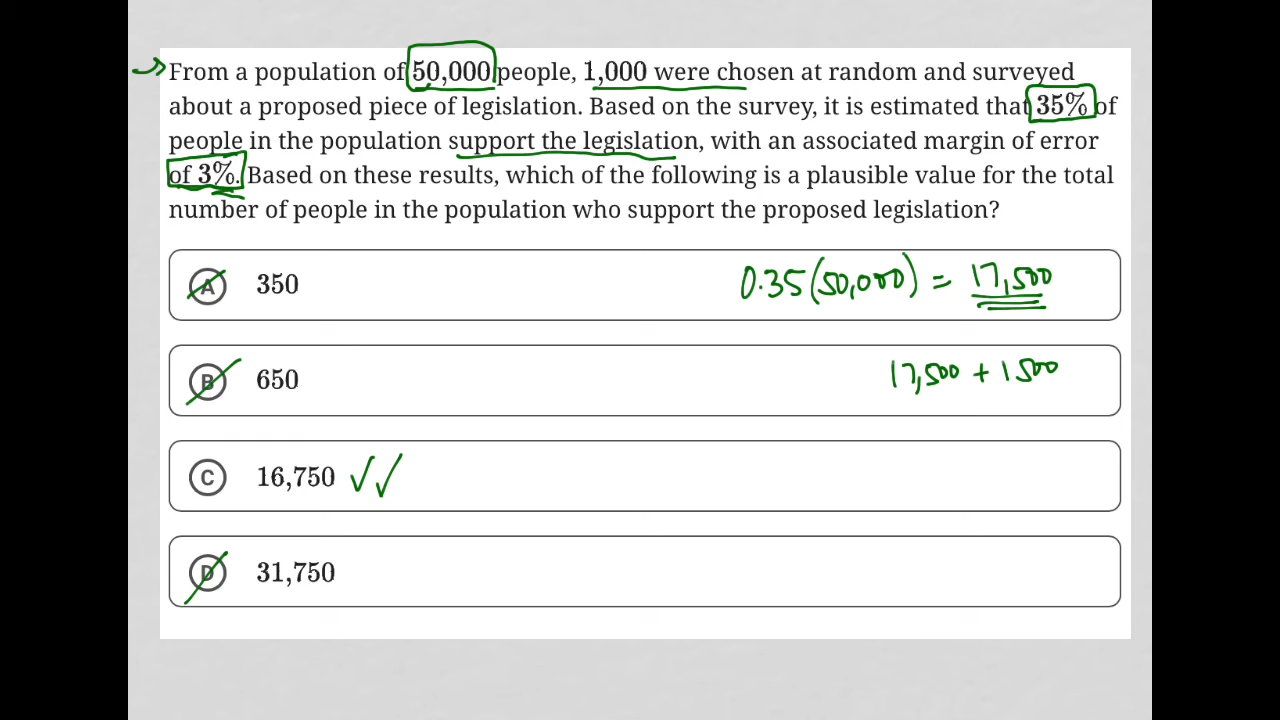 From a population of 50,000 people, 1,000 were chosen at random and surveyed
about a proposed piece of legislation. Based on the survey, it is estimated that 35% of
people in the population support the legislation, with an associated margin of error
of 3%. Based on these results, which of the following is a plausible value for the total
number of people in the population who support the proposed legislation?
A 350
0.35(50,000) = 17,500
B 650
17,500 + 1500
C 16,750
D 31,750